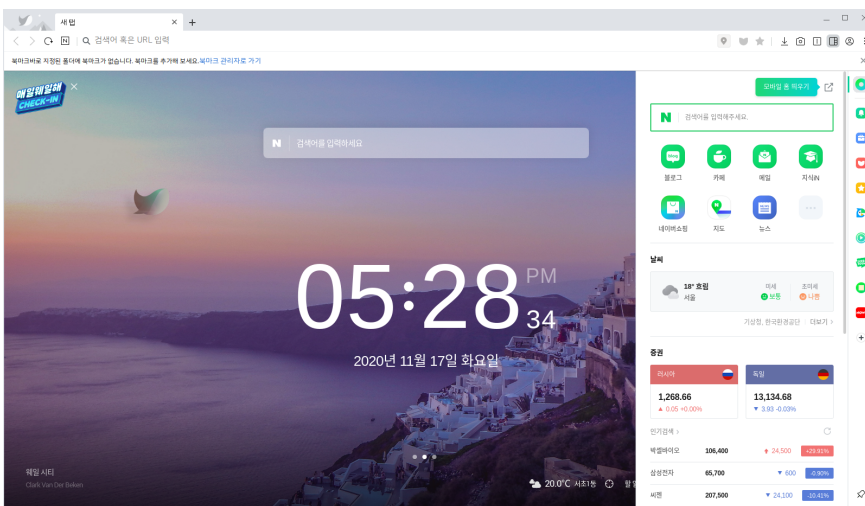 새 탭
검색어 혹은 URL 입력
북마크바로 지정된 폴더에 북마크가 없습니다. 북마크를 추가해 보세요.북마크 관리자로 가기
매일웨일해
CHECK-IN
N 검색어를 입력하세요
05:28 PM
34
2020년 11월 17일 화요일
웨일 시티
Clark Van Der Beken
20.0°C 서초1동
할 일
모바일 홈 띄우기
N 검색어를 입력해주세요.
블로그 카페 메일 지식iN
네이버쇼핑 지도 뉴스
날씨
18° 흐림 미세 초미세
서울 보통 나쁨
기상청, 한국환경공단 더보기
증권
러시아 독일
1,268.66 13,134.68
▲ 0.05 +0.00% ▼ 3.93 -0.03%
인기검색
박셀바이오 106,400 24,500 +29.91%
삼성전자 65,700 ▼ 600 -0.90%
씨젠 207,500 ▼ 24,100 -10.41%